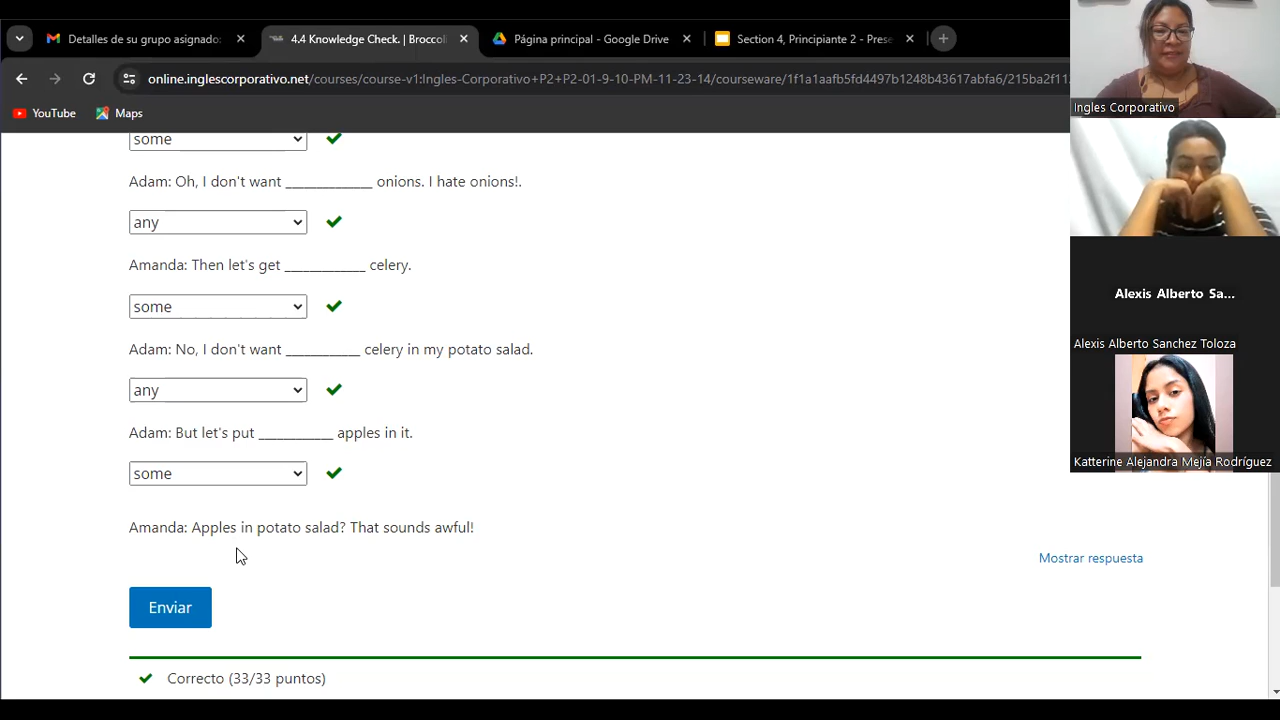 Detalles de su grupo asignado:
4.4 Knowledge Check. | Broccoli
Página principal - Google Drive
Section 4, Principiante 2 - Prese
online.inglescorporativo.net/courses/course-v1:Ingles-Corporativo+P2+P2-01-9-10-PM-11-23-14/courseware/1f1a1aafb5fd4497b1248b43617abfa6/215ba2f11
YouTube
Maps
some
Adam: Oh, I don't want _____________ onions. I hate onions!.
any
Amanda: Then let's get ____________ celery.
some
Adam: No, I don't want ___________ celery in my potato salad.
any
Adam: But let's put ___________ apples in it.
some
Amanda: Apples in potato salad? That sounds awful!
Mostrar respuesta
Enviar
Correcto (33/33 puntos)
Ingles Corporativo
Alexis Alberto Sa...
Alexis Alberto Sanchez Toloza
Katterine Alejandra Mejía Rodríguez